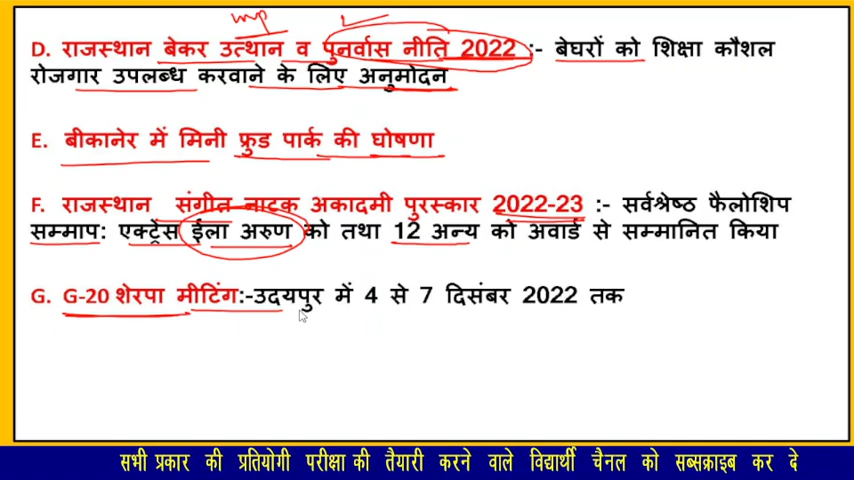 mp
D. राजस्थान बेकर उत्थान व पुनर्वास नीति 2022 :- बेघरों को शिक्षा कौशल
रोजगार उपलब्ध करवाने के लिए अनुमोदन
E. बीकानेर में मिनी फ्रुड पार्क की घोषणा
F. राजस्थान संगीत नाटक अकादमी पुरस्कार 2022-23 :- सर्वश्रेष्ठ फैलोशिप
सम्माप: एक्ट्रेंस ईला अरुण को तथा 12 अन्य को अवार्ड से सम्मानित किया
G. G-20 शेरपा मीटिंग:-उदयपुर में 4 से 7 दिसंबर 2022 तक
सभी प्रकार की प्रतियोगी परीक्षा की तैयारी करने वाले विद्यार्थी चैनल को सब्सक्राइब कर दे